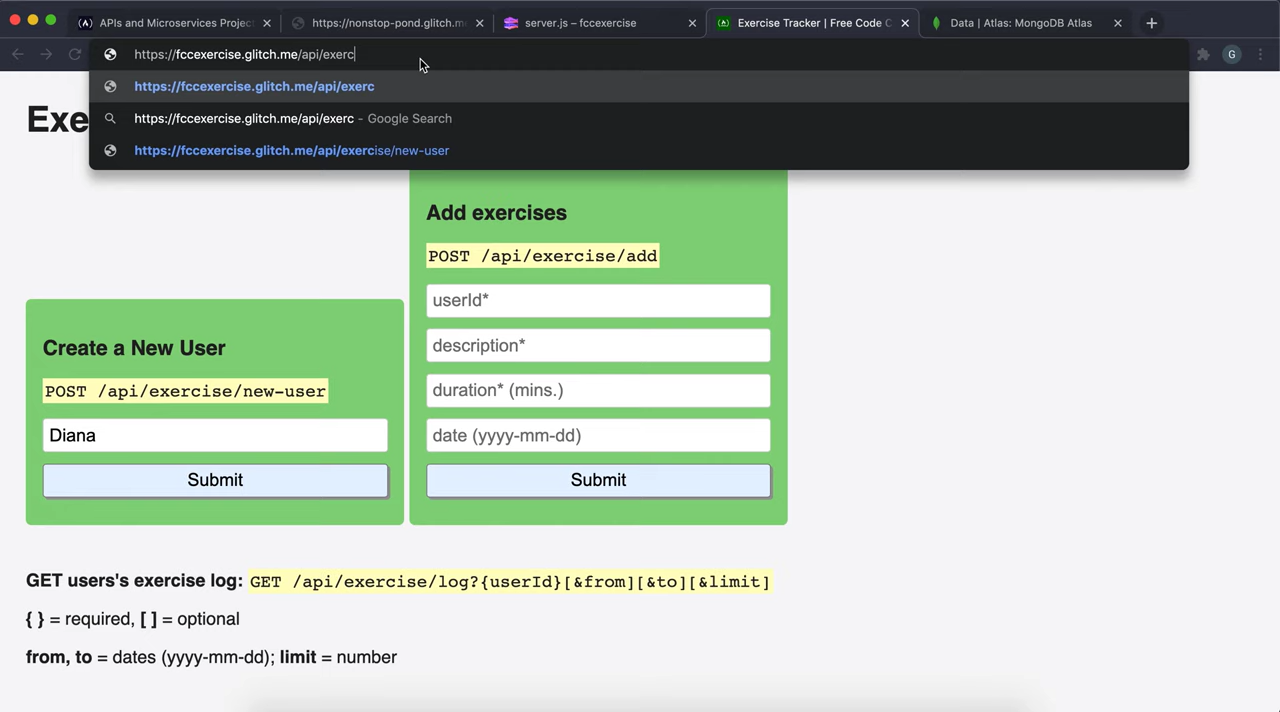 APIs and Microservices Projec
https://nonstop-pond.glitch.m
server.js – fccexercise
Exercise Tracker | Free Code C
Data | Atlas: MongoDB Atlas
https://fccexercise.glitch.me/api/exerc
G
https://fccexercise.glitch.me/api/exerc
https://fccexercise.glitch.me/api/exerc – Google Search
https://fccexercise.glitch.me/api/exercise/new-user
Exe
Create a New User
POST /api/exercise/new-user
Diana
Submit
Add exercises
POST /api/exercise/add
userId*
description*
duration* (mins.)
date (yyyy-mm-dd)
Submit
GET users's exercise log: GET /api/exercise/log?{userId}[&from][&to][&limit]
{ } = required, [ ] = optional
from, to = dates (yyyy-mm-dd); limit = number